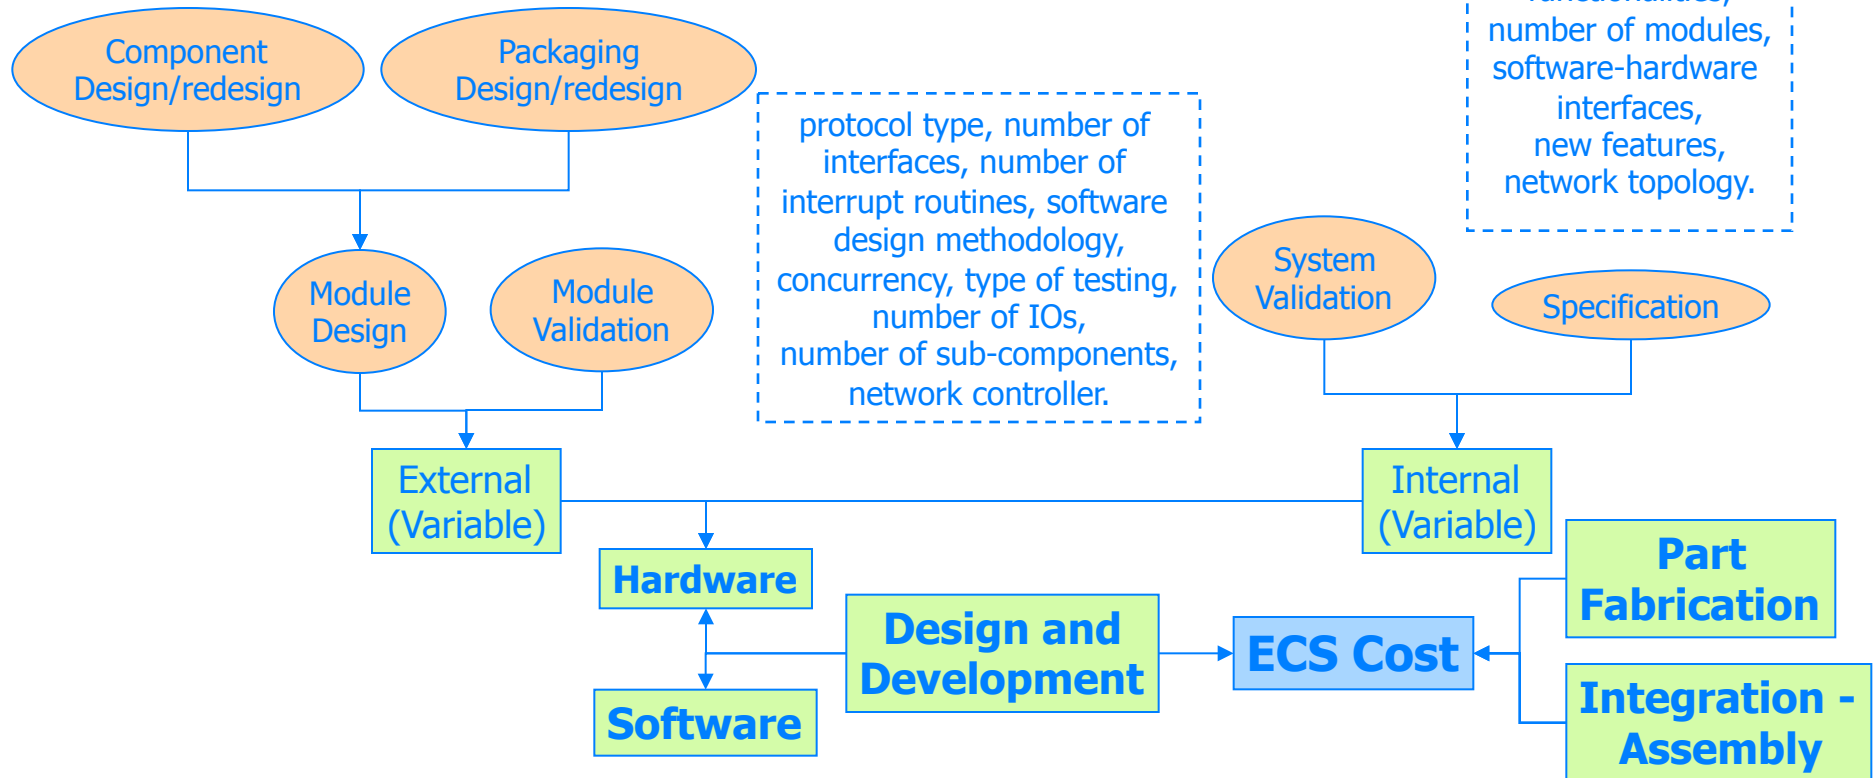 Component
Design/redesign
Packaging
Design/redesign
number of modules,
software-hardware
interfaces,
new features,
network topology.
protocol type, number of
interfaces, number of
interrupt routines, software
design methodology,
concurrency, type of testing,
number of IOs,
number of sub-components,
network controller.
Module
Design
Module
Validation
System
Validation
Specification
External
(Variable)
Internal
(Variable)
Hardware
Software
Design and
Development
ECS Cost
Part
Fabrication
Integration -
Assembly